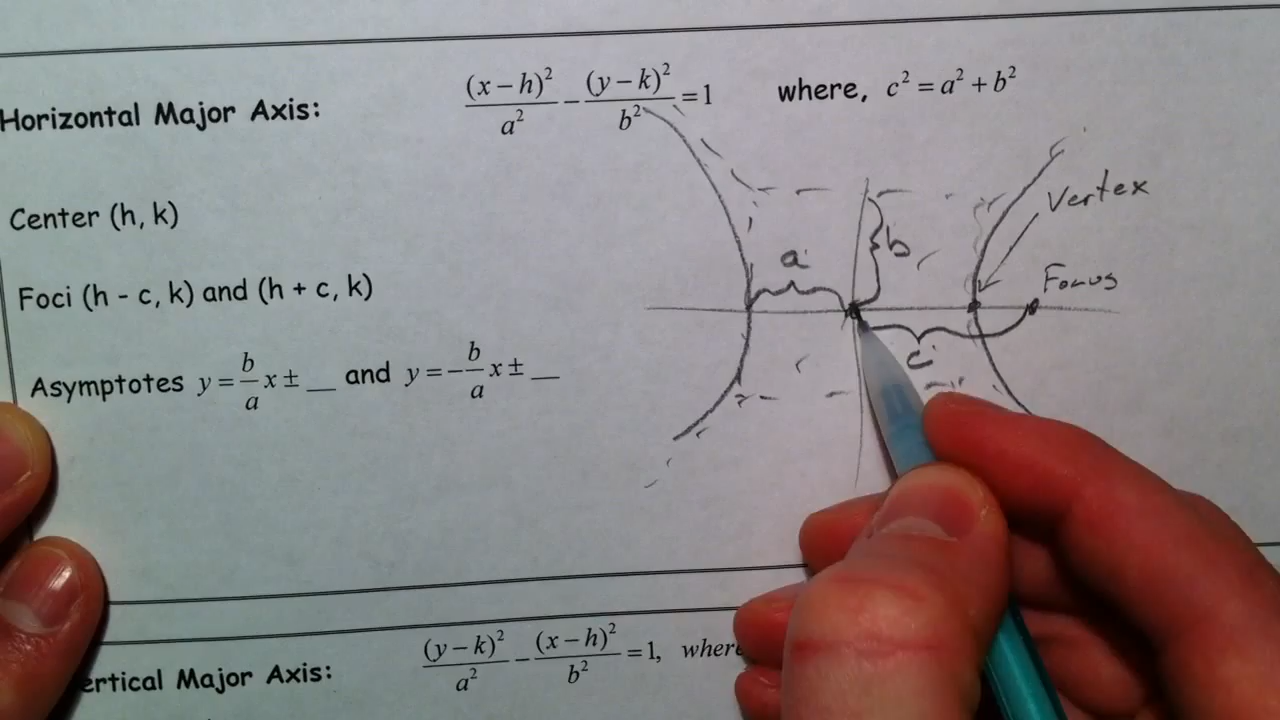 Horizontal Major Axis: (x-h)²/a² - (y-k)²/b² = 1 where, c² = a² + b²
Center (h, k)
Vertex
b
a
Foci (h - c, k) and (h + c, k)
Focus
c
Asymptotes y = b/a x ± __ and y = -b/a x ± __
ertical Major Axis: (y-k)²/a² - (x-h)²/b² = 1, where